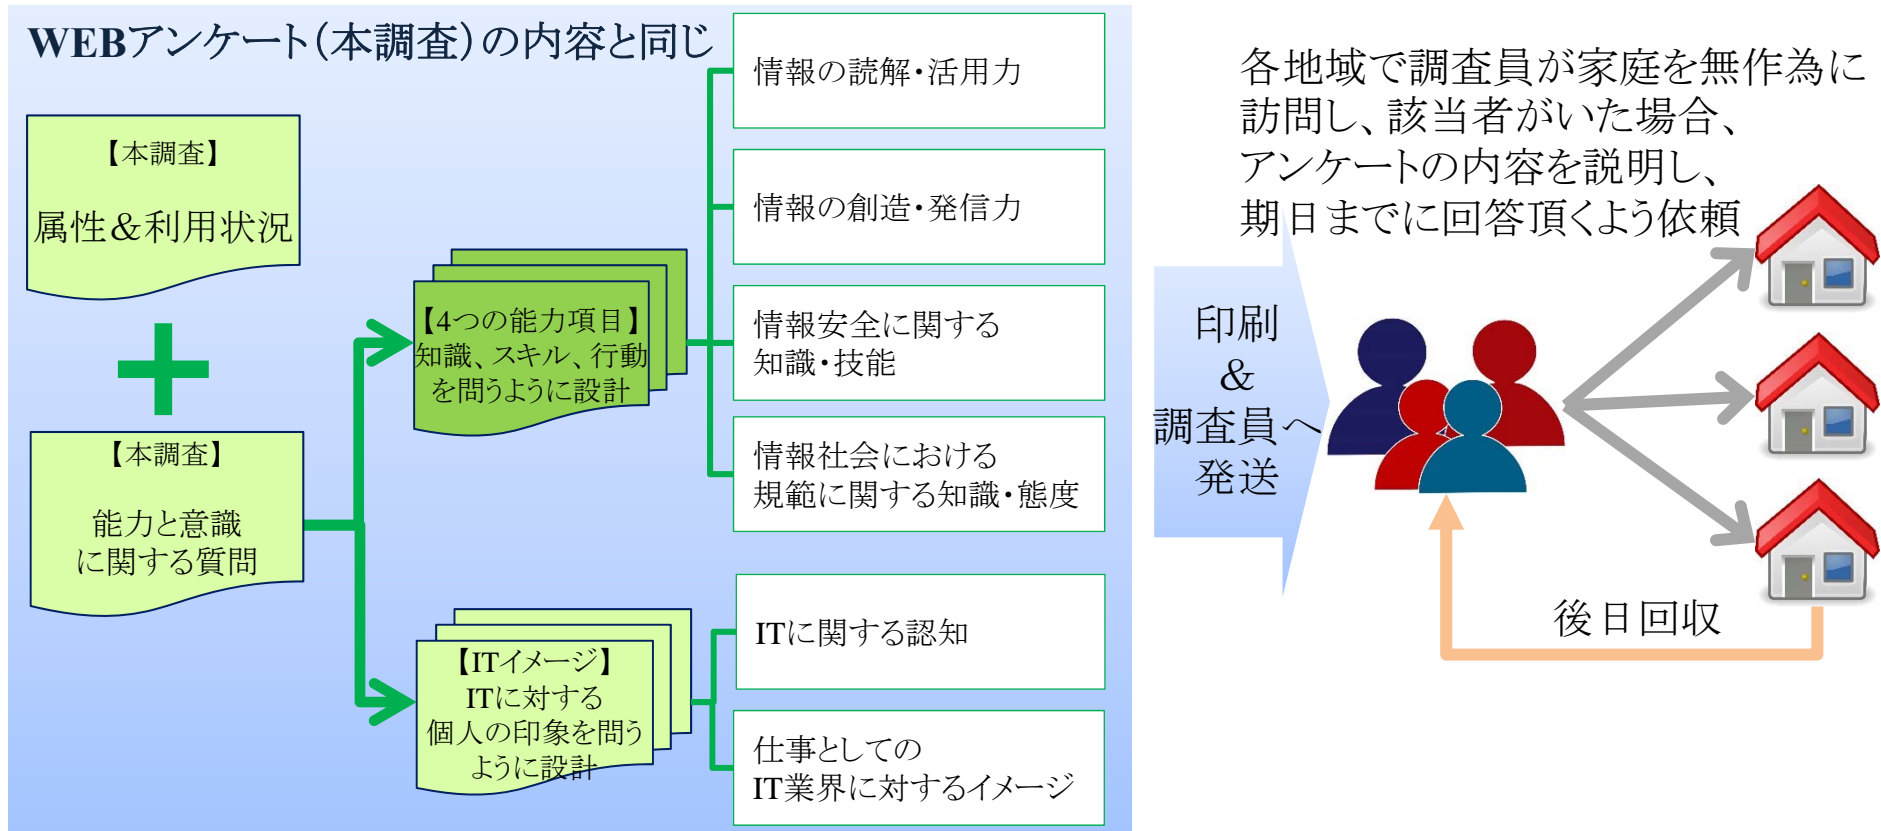 WEBアンケート(本調査)の内容と同じ
【本調査】
属性&利用状況
【本調査】
能力と意識
に関する質問
【4つの能力項目】
知識、スキル、行動
を問うように設計
【ITイメージ】
ITに対する
個人の印象を問う
ように設計
情報の読解・活用力
情報の創造・発信力
情報安全に関する
知識・技能
情報社会における
規範に関する知識・態度
ITに関する認知
仕事としての
IT業界に対するイメージ
各地域で調査員が家庭を無作為に
訪問し、該当者がいた場合、
アンケートの内容を説明し、
期日までに回答頂くよう依頼
印刷
&
調査員へ
発送
後日回収